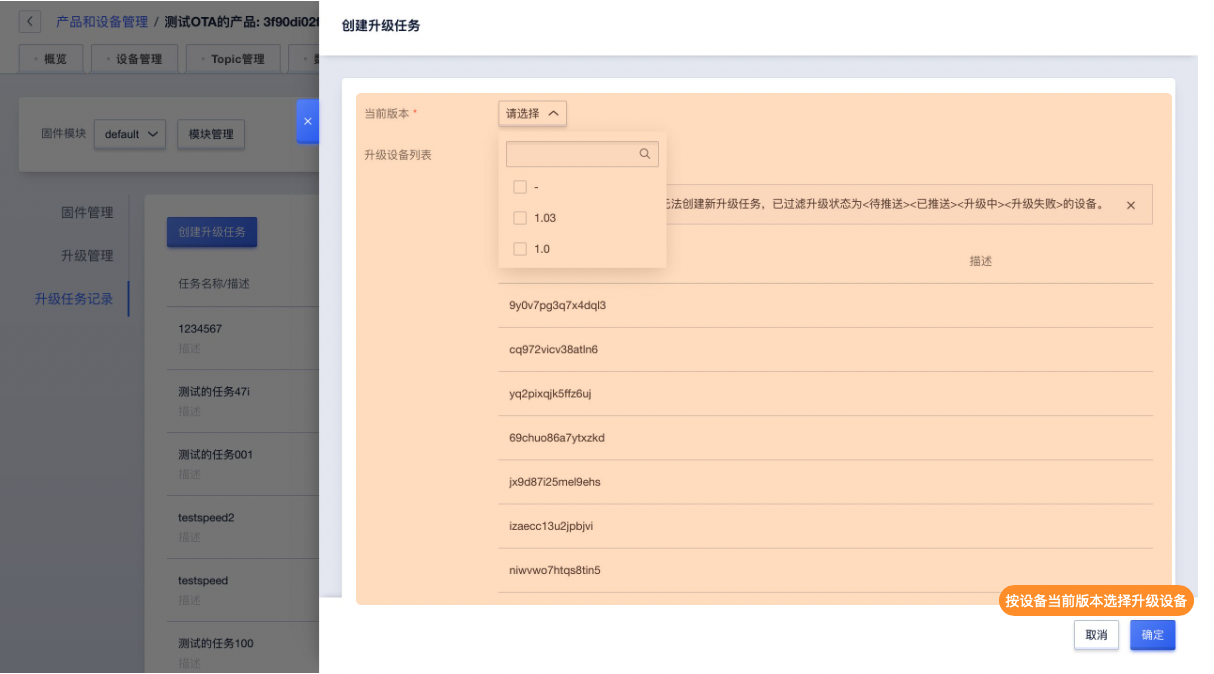 产品和设备管理 / 测试OTA的产品: 3f90di02f
概览
设备管理
Topic管理
固件模块
default
模块管理
固件管理
升级管理
升级任务记录
创建升级任务
任务名称/描述
1234567
描述
测试的任务47i
描述
测试的任务001
描述
testspeed2
描述
testspeed
描述
测试的任务100
描述
创建升级任务
当前版本 *
请选择
升级设备列表
-
1.03
1.0
法创建新升级任务，已过滤升级状态为<待推送><已推送><升级中><升级失败>的设备。
描述
9y0v7pg3q7x4dql3
cq972vicv38atln6
yq2pixqjk5ffz6uj
69chuo86a7ytxzkd
jx9d87i25mel9ehs
izaecc13u2jpbjvi
niwvwo7htqs8tin5
按设备当前版本选择升级设备
取消
确定